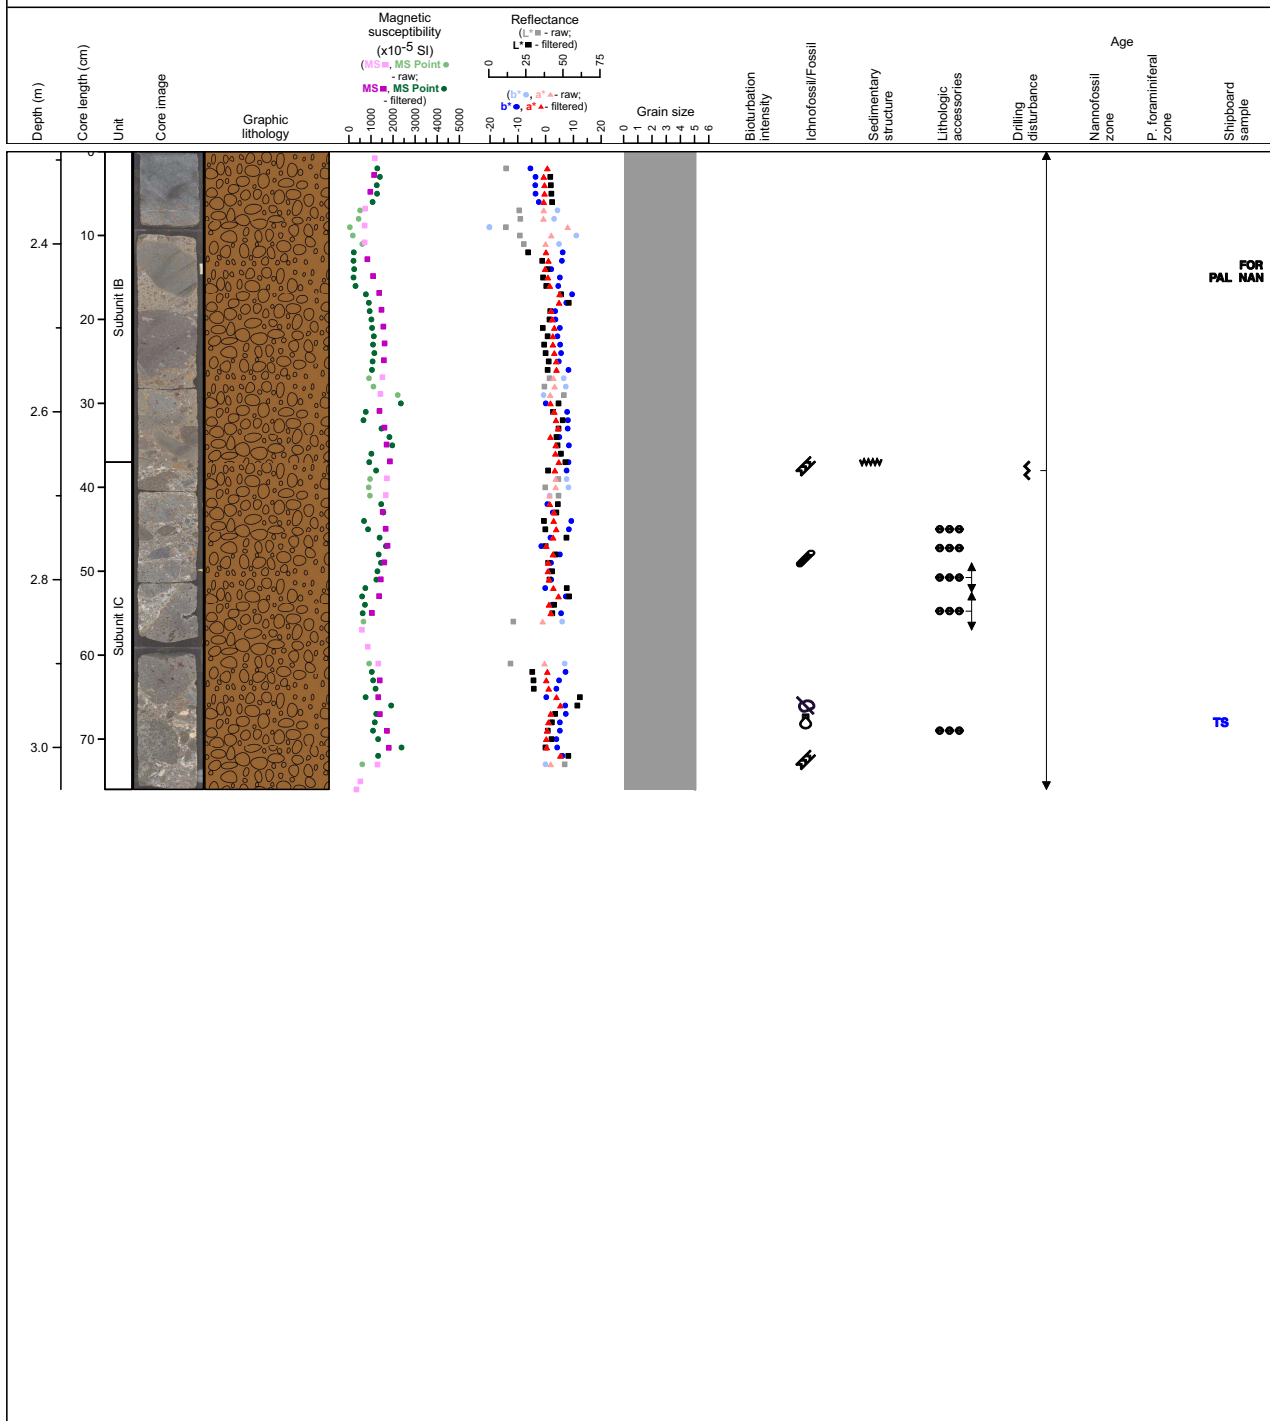 Depth (m)
Core length (cm)
Unit
Core image
Graphic
lithology
Magnetic
susceptibility
(x10-5 SI)
(MS■, MS Point●
- raw;
MS■, MS Point●
- filtered)
0
1000
2000
3000
4000
5000
Reflectance
(L*■ - raw;
L*■ - filtered)
0
25
50
75
(b*●, a*▲- raw;
b*●, a*▲- filtered)
-20
-10
0
10
20
Grain size
0
1
2
3
4
5
6
Bioturbation
intensity
Ichnofossil/Fossil
Sedimentary
structure
Lithologic
accessories
Drilling
disturbance
Age
Nannofossil
zone
P. foraminiferal
zone
Shipboard
sample
0
10
2.4
20
30
2.6
40
50
2.8
60
70
3.0
Subunit IB
Subunit IC
FOR
PAL NAN
TS